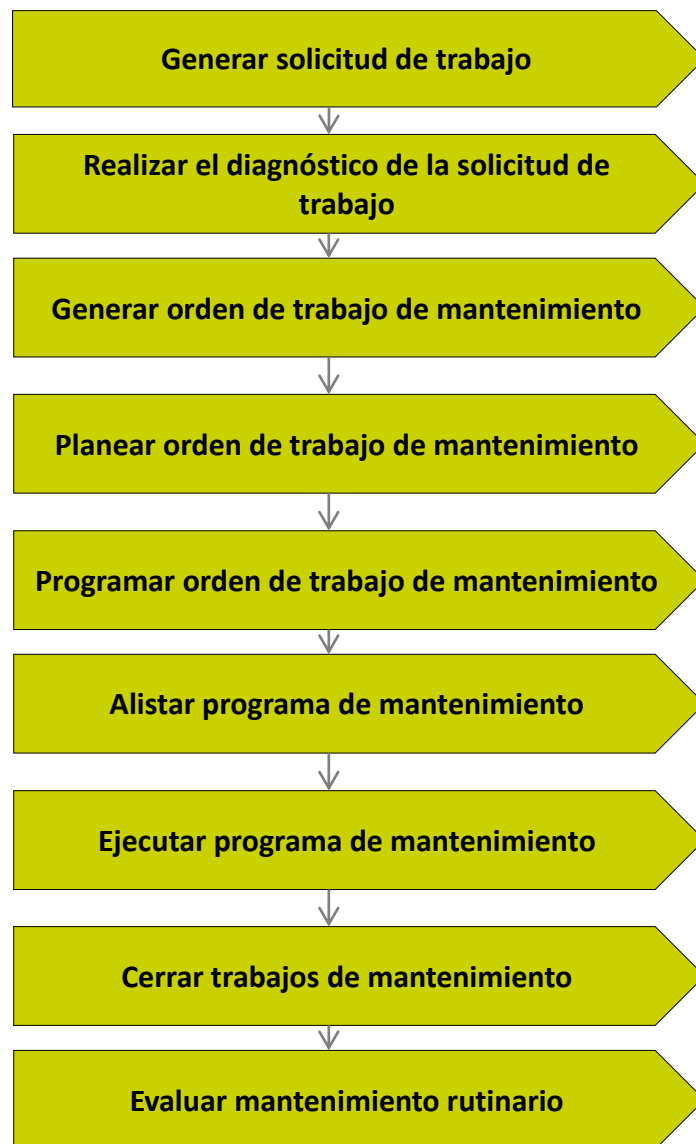 Generar solicitud de trabajo
Realizar el diagnóstico de la solicitud de
trabajo
Generar orden de trabajo de mantenimiento
Planear orden de trabajo de mantenimiento
Programar orden de trabajo de mantenimiento
Alistar programa de mantenimiento
Ejecutar programa de mantenimiento
Cerrar trabajos de mantenimiento
Evaluar mantenimiento rutinario